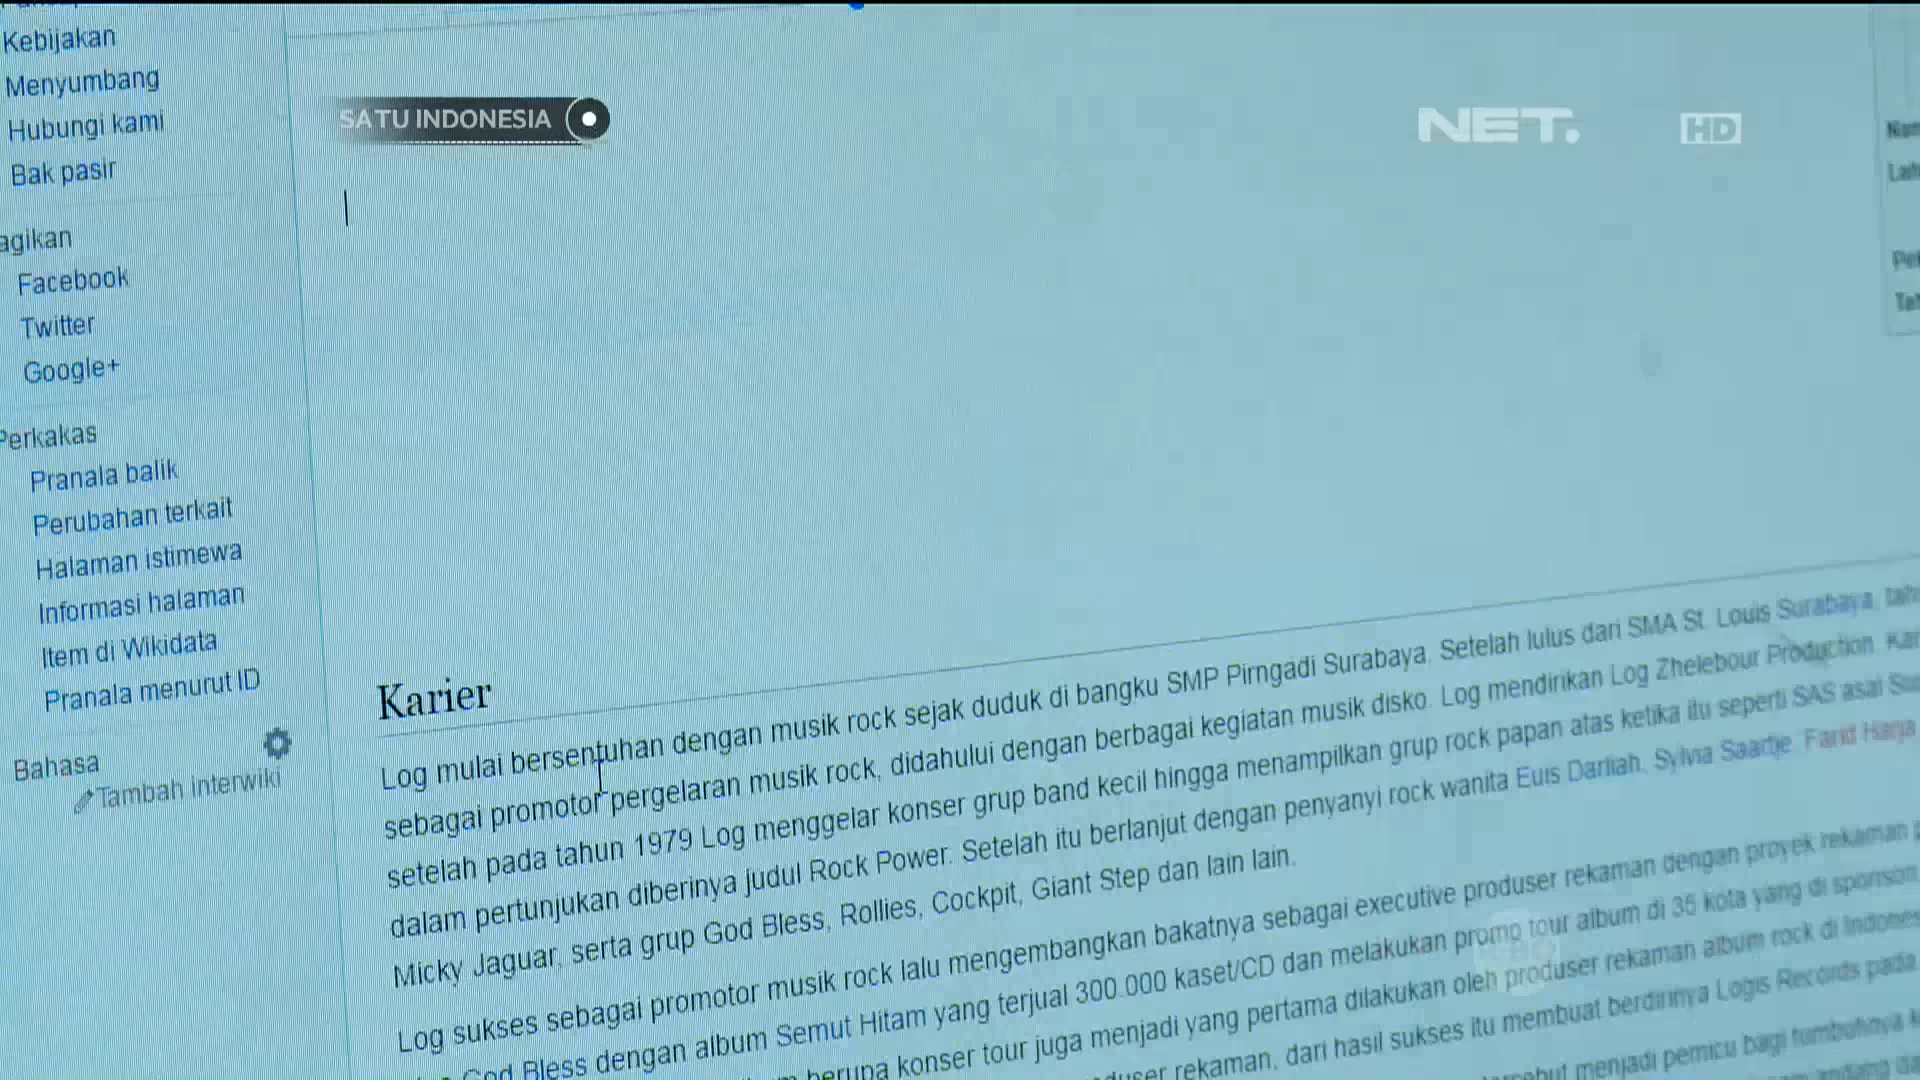 Kebijakan
Menyumbang
Hubungi kami
Bak pasir
agikan
Facebook
Twitter
Google+
Perkakas
Pranala balik
Perubahan terkait
Halaman istimewa
Informasi halaman
Item di Wikidata
Pranala menurut ID
Bahasa
Tambah interwiki
SATU INDONESIA
NET.
HD
Karier
Log mulai bersentuhan dengan musik rock sejak duduk di bangku SMP Pirngadi Surabaya. Setelah lulus dari SMA St. Louis Surabaya,
sebagai promotor pergelaran musik rock, didahului dengan berbagai kegiatan musik disko. Log mendirikan Log Zhelebour Production.
setelah pada tahun 1979 Log menggelar konser grup band kecil hingga menampilkan grup rock papan atas ketika itu seperti SAS asal
dalam pertunjukan diberinya judul Rock Power. Setelah itu berlanjut dengan penyanyi rock wanita Euis Darliah, Sylvia Saartje, Farid Harja
Micky Jaguar, serta grup God Bless, Rollies, Cockpit, Giant Step dan lain lain.
Log sukses sebagai promotor musik rock lalu mengembangkan bakatnya sebagai executive produser rekaman dengan proyek rekaman
God Bless dengan album Semut Hitam yang terjual 300.000 kaset/CD dan melakukan promo tour album di 35 kota yang di sponsori
berupa konser tour juga menjadi yang pertama dilakukan oleh produser rekaman album rock di
rekaman, dari hasil sukses itu membuat berdirinya Logis Records pada
menjadi pemicu bagi tumbuhnya